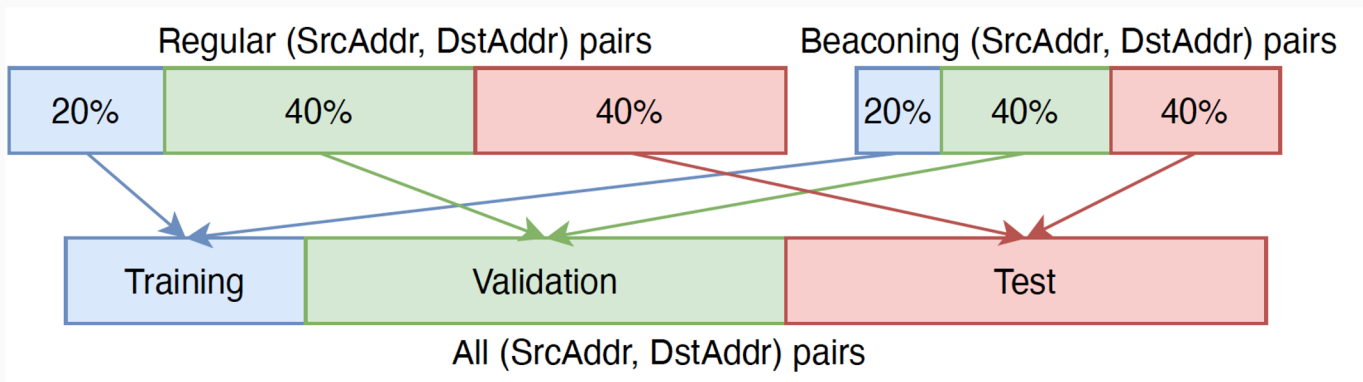 Regular (SrcAddr, DstAddr) pairs
Beaconing (SrcAddr, DstAddr) pairs
20%
40%
40%
20%
40%
40%
Training
Validation
Test
All (SrcAddr, DstAddr) pairs